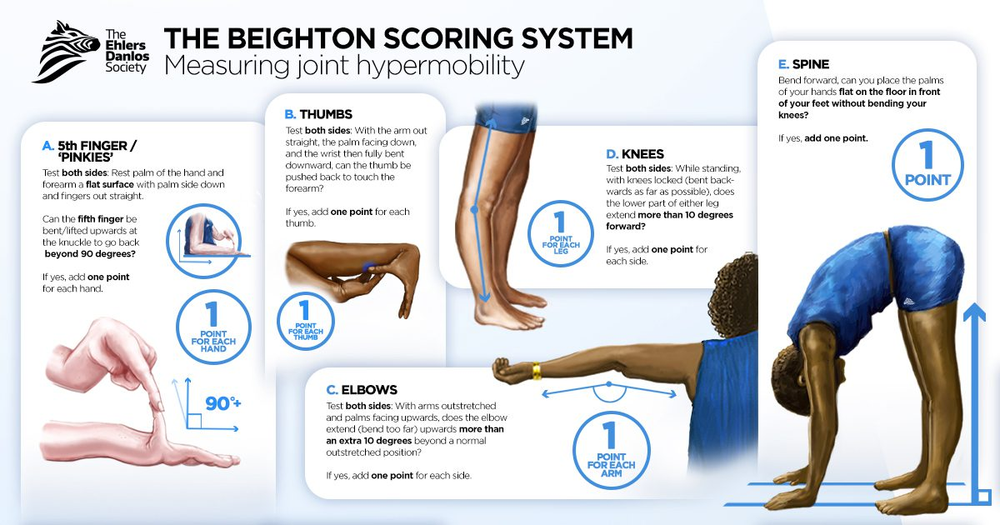 The
Ehlers
Danlos
Society
THE BEIGHTON SCORING SYSTEM
Measuring joint hypermobility
A. 5th FINGER /
‘PINKIES’
Test both sides: Rest palm of the hand and
forearm a flat surface with palm side down
and fingers out straight.
Can the fifth finger be
bent/lifted upwards at
the knuckle to go back
beyond 90 degrees?
If yes, add one point
for each hand.
1
POINT
FOR EACH
HAND
90°+
B. THUMBS
Test both sides: With the arm out
straight, the palm facing down,
and the wrist then fully bent
downward, can the thumb be
pushed back to touch the
forearm?
If yes, add one point for each
thumb.
1
POINT
FOR EACH
THUMB
C. ELBOWS
Test both sides: With arms outstretched
and palms facing upwards, does the elbow
extend (bend too far) upwards more than
an extra 10 degrees beyond a normal
outstretched position?
If yes, add one point for each side.
1
POINT
FOR EACH
ARM
D. KNEES
Test both sides: While standing,
with knees locked (bent back-
wards as far as possible), does
the lower part of either leg
extend more than 10 degrees
forward?
If yes, add one point for
each side.
1
POINT
FOR EACH
LEG
E. SPINE
Bend forward, can you place the palms
of your hands flat on the floor in front
of your feet without bending your
knees?
If yes, add one point.
1
POINT